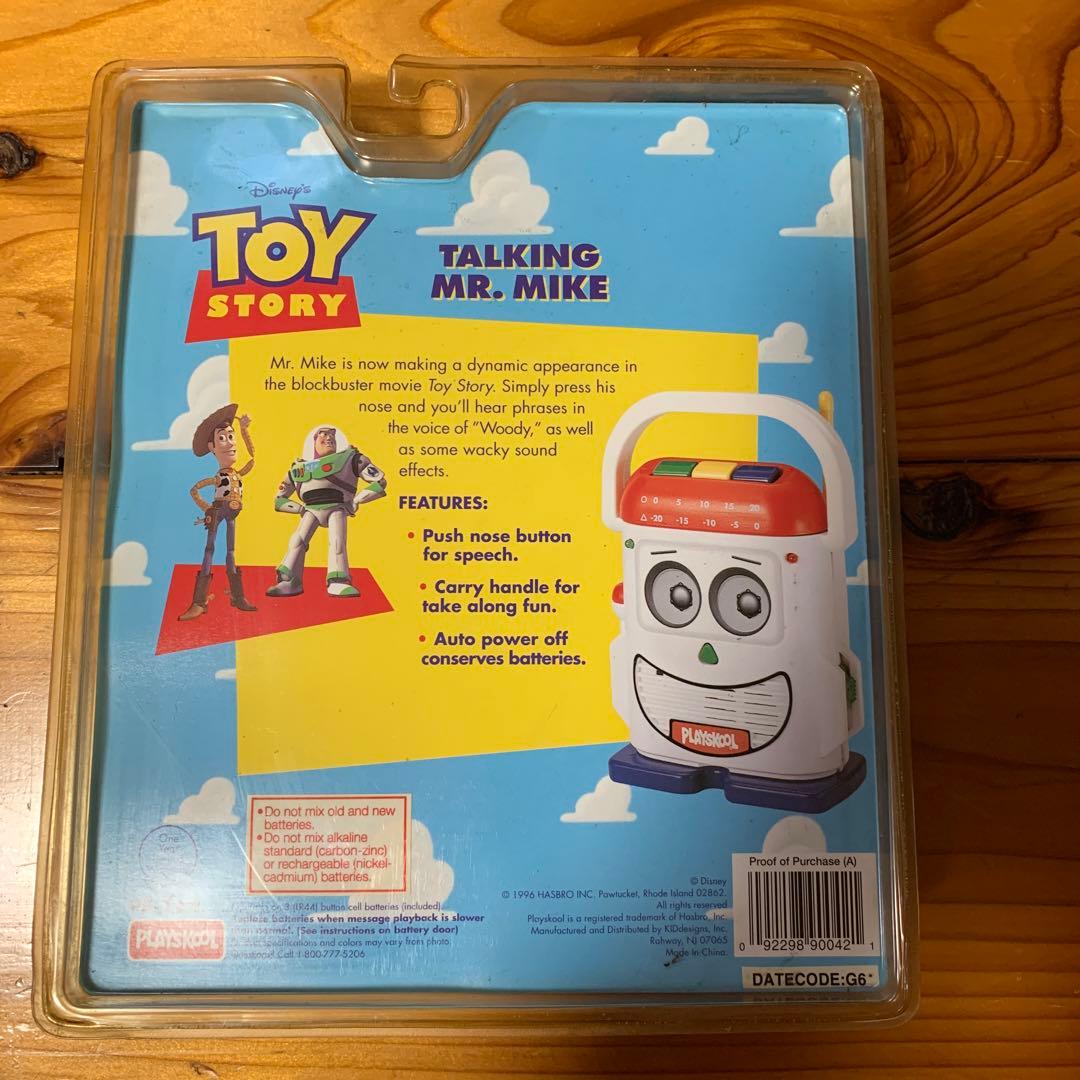 Disney's
TOY
STORY
TALKING
MR. MIKE
Mr. Mike is now making a dynamic appearance in
the blockbuster movie Toy Story. Simply press his
nose and you'll hear phrases in
the voice of "Woody," as well
as some wacky sound
effects.
FEATURES:
• Push nose button
for speech.
• Carry handle for
take along fun.
• Auto power off
conserves batteries.
O 0 5 10 15 20
△ -20 -15 -10 -5 0
PLAYSKOOL
• Do not mix old and new
batteries.
• Do not mix alkaline
standard (carbon-zinc)
or rechargeable (nickel-
cadmium) batteries.
One
Year
on 3 (LR44) button cell batteries (included).
batteries when message playback is slower
normal. (See instructions on battery door)
specifications and colors may vary from photo.
Call 1-800-777-5206
PLAYSKOOL
© Disney
© 1996 HASBRO INC. Pawtucket, Rhode Island 02862.
All rights reserved
Playskool is a registered trademark of Hasbro, Inc.
Manufactured and Distributed by KIDdesigns, Inc.
Rahway, NJ 07065
Made In China.
Proof of Purchase (A)
0 92298 90042 1
DATECODE:G6*